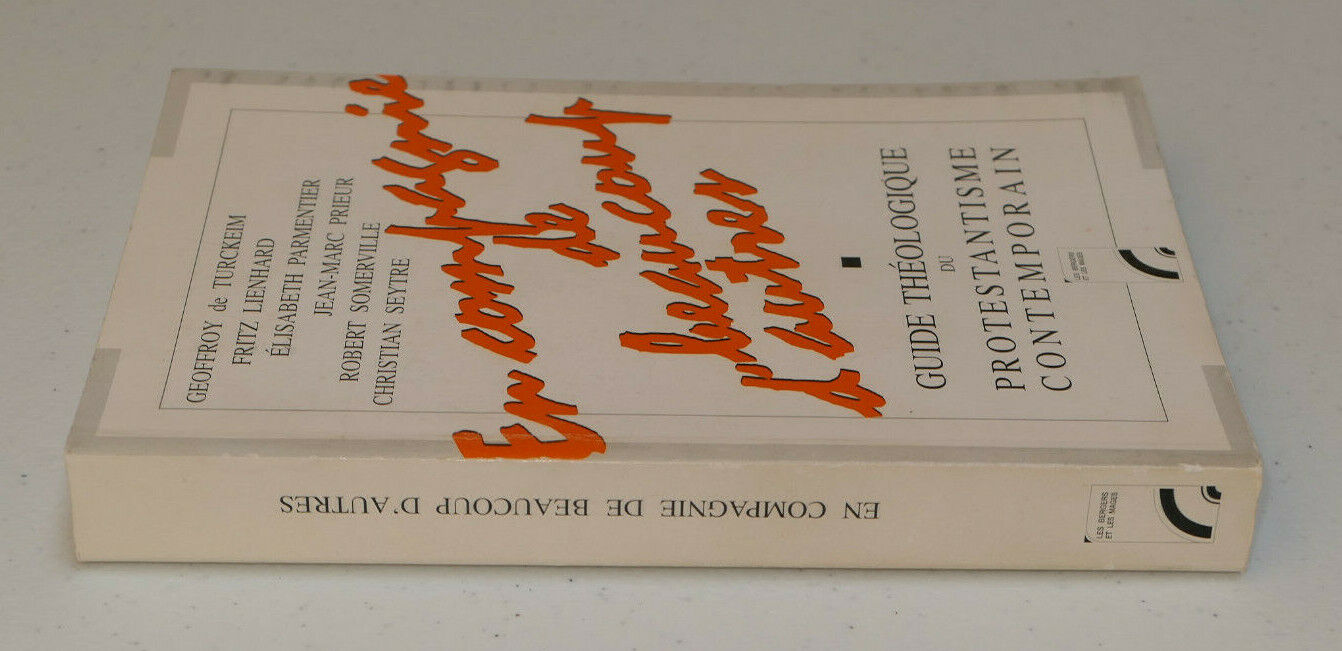 GEOFFROY de TURCKEIM
FRITZ LIENHARD
ÉLISABETH PARMENTIER
JEAN-MARC PRIEUR
ROBERT SOMERVILLE
CHRISTIAN SEYTRE
En compagnie
de
beaucoup
d'autres
GUIDE THÉOLOGIQUE
DU
PROTESTANTISME
CONTEMPORAIN
LES BERGERS
ET LES MAGES
EN COMPAGNIE DE BEAUCOUP D'AUTRES
LES BERGERS
ET LES MAGES